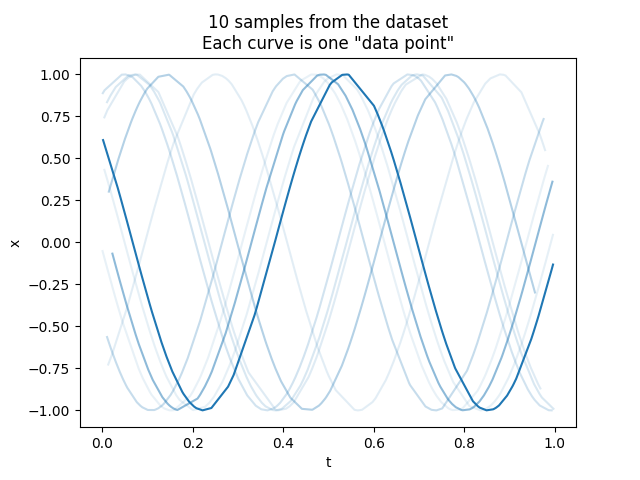 10 samples from the dataset
Each curve is one "data point"
1.00
0.75
0.50
0.25
0.00
−0.25
−0.50
−0.75
−1.00
x
0.0 0.2 0.4 0.6 0.8 1.0
t